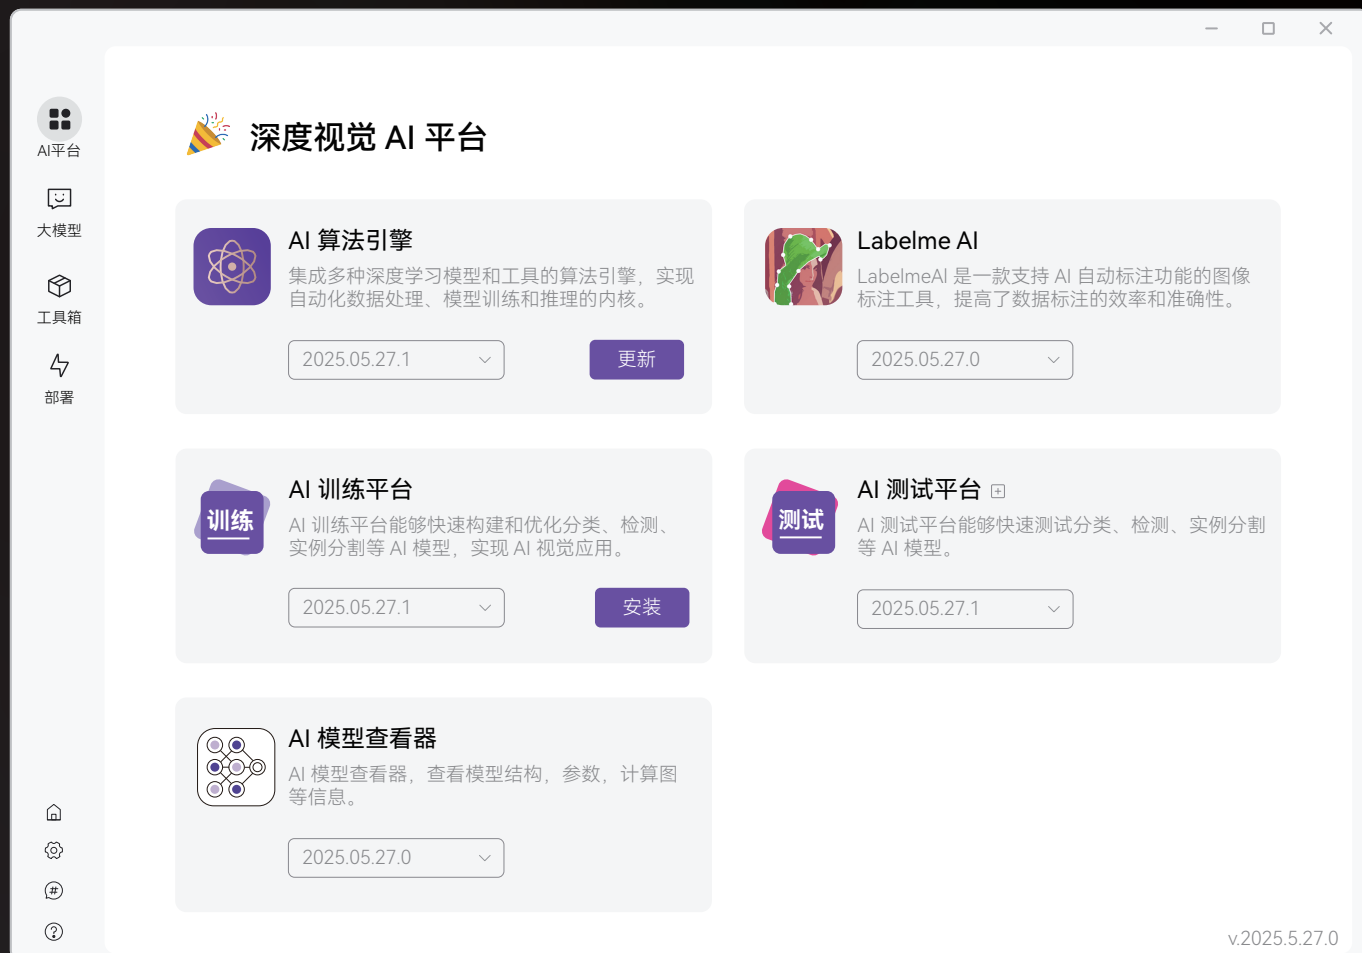 AI平台
大模型
工具箱
部署
深度视觉 AI 平台
AI 算法引擎
集成多种深度学习模型和工具的算法引擎，实现
自动化数据处理、模型训练和推理的内核。
2025.05.27.1
更新
Labelme AI
LabelmeAI 是一款支持 AI 自动标注功能的图像
标注工具，提高了数据标注的效率和准确性。
2025.05.27.0
训练
AI 训练平台
AI 训练平台能够快速构建和优化分类、检测、
实例分割等 AI 模型，实现 AI 视觉应用。
2025.05.27.1
安装
测试
AI 测试平台
AI 测试平台能够快速测试分类、检测、实例分割
等 AI 模型。
2025.05.27.1
AI 模型查看器
AI 模型查看器，查看模型结构，参数，计算图
等信息。
2025.05.27.0
v.2025.5.27.0